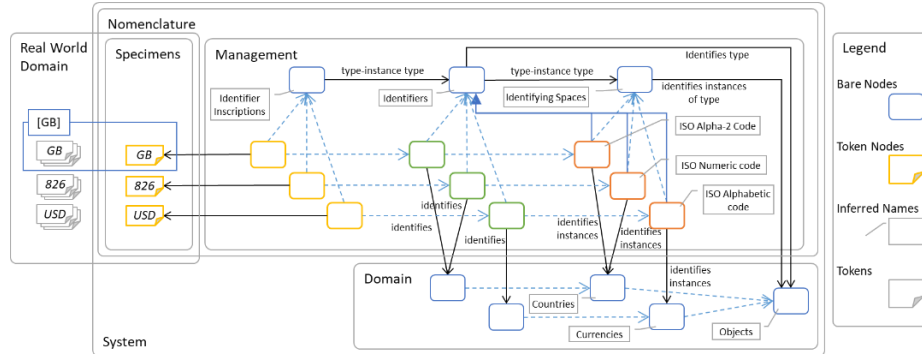 Nomenclature
Real World
Domain
Specimens
Management
Legend
Identifies type
type-instance type
type-instance type
identifies instances
of type
Identifier
Inscriptions
Identifiers
Identifying Spaces
Bare Nodes
[GB]
ISO Alpha-2 Code
GB
GB
Token Nodes
ISO Numeric code
826
826
ISO Alphabetic
code
USD
USD
identifies
Inferred Names
identifies
identifies
identifies
instances
identifies
instances
identifies
instances
Tokens
Domain
Countries
Currencies
Objects
System